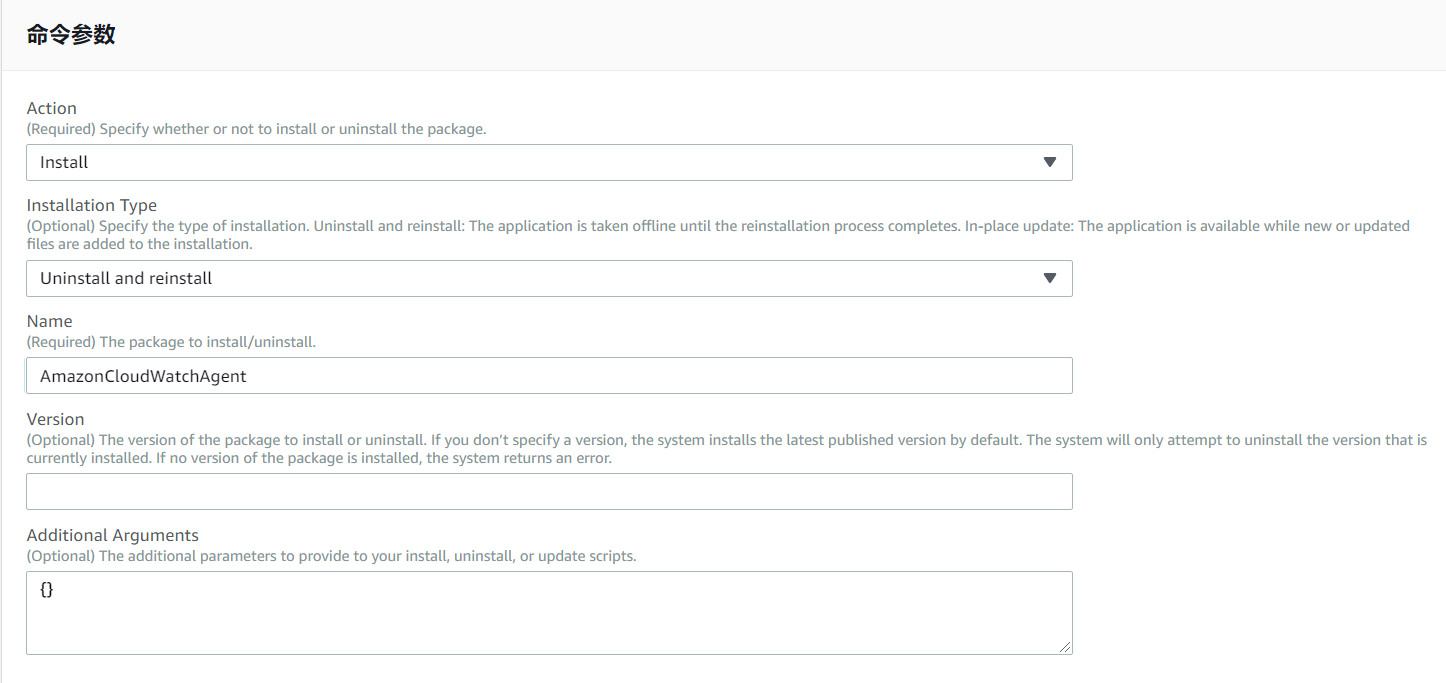 命令参数
Action
(Required) Specify whether or not to install or uninstall the package.
Install
Installation Type
(Optional) Specify the type of installation. Uninstall and reinstall: The application is taken offline until the reinstallation process completes. In-place update: The application is available while new or updated
files are added to the installation.
Uninstall and reinstall
Name
(Required) The package to install/uninstall.
AmazonCloudWatchAgent
Version
(Optional) The version of the package to install or uninstall. If you don’t specify a version, the system installs the latest published version by default. The system will only attempt to uninstall the version that is
currently installed. If no version of the package is installed, the system returns an error.
Additional Arguments
(Optional) The additional parameters to provide to your install, uninstall, or update scripts.
{}